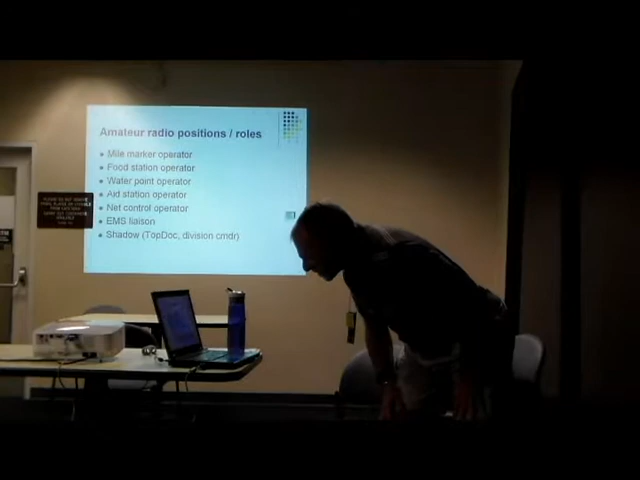 Amateur radio positions / roles
Mile marker operator
Food station operator
Water point operator
Aid station operator
Net control operator
EMS liaison
Shadow (TopDoc, division cmdr)